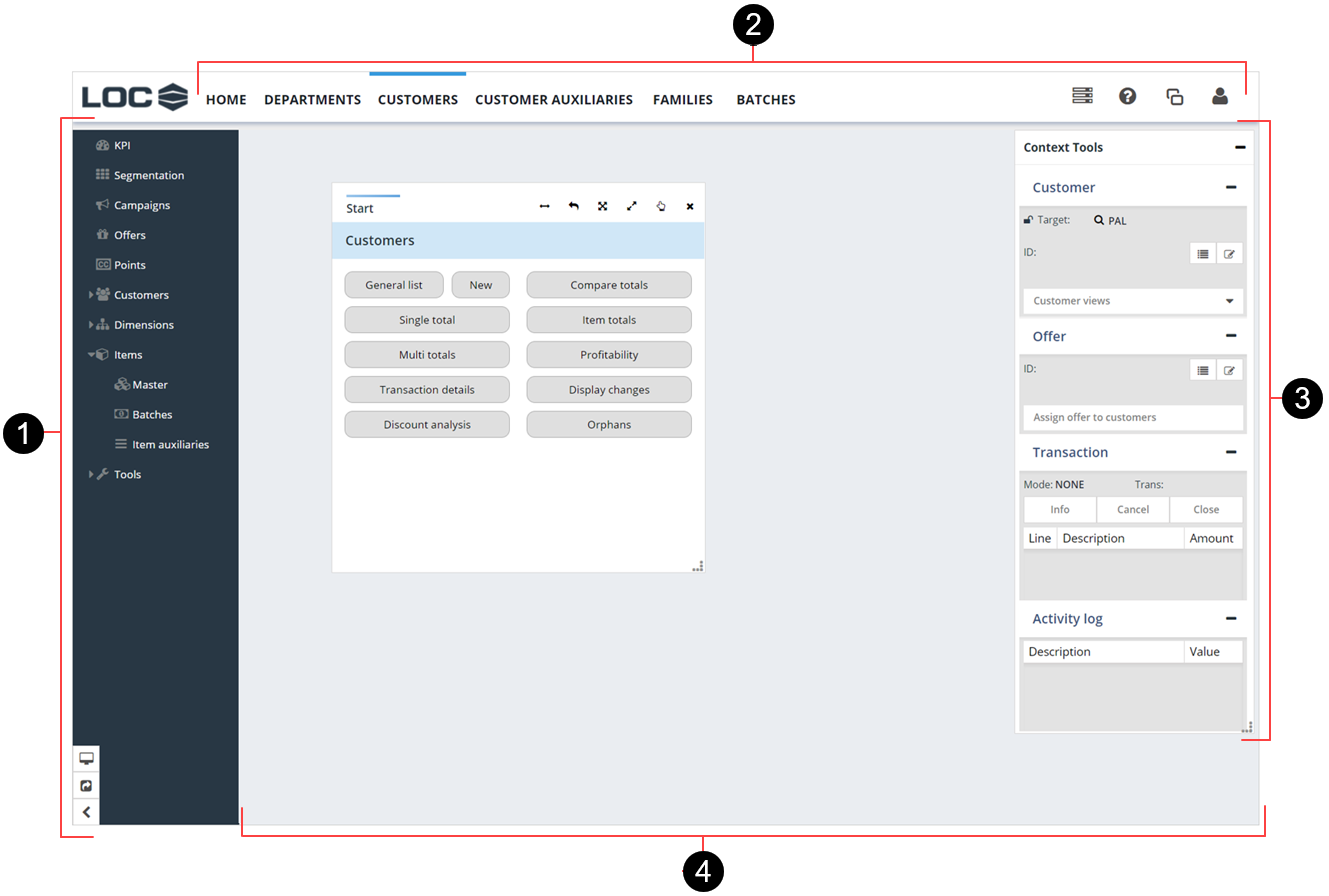 2
LOC
HOME DEPARTMENTS CUSTOMERS CUSTOMER AUXILIARIES FAMILIES BATCHES
1
KPI
Segmentation
Campaigns
Offers
CC Points
Customers
Dimensions
Items
Master
Batches
Item auxiliaries
Tools
Start
Customers
General list New Compare totals
Single total Item totals
Multi totals Profitability
Transaction details Display changes
Discount analysis Orphans
3
Context Tools
Customer
Target: PAL
ID:
Customer views
Offer
ID:
Assign offer to customers
Transaction
Mode: NONE Trans:
Info Cancel Close
Line Description Amount
Activity log
Description Value
4